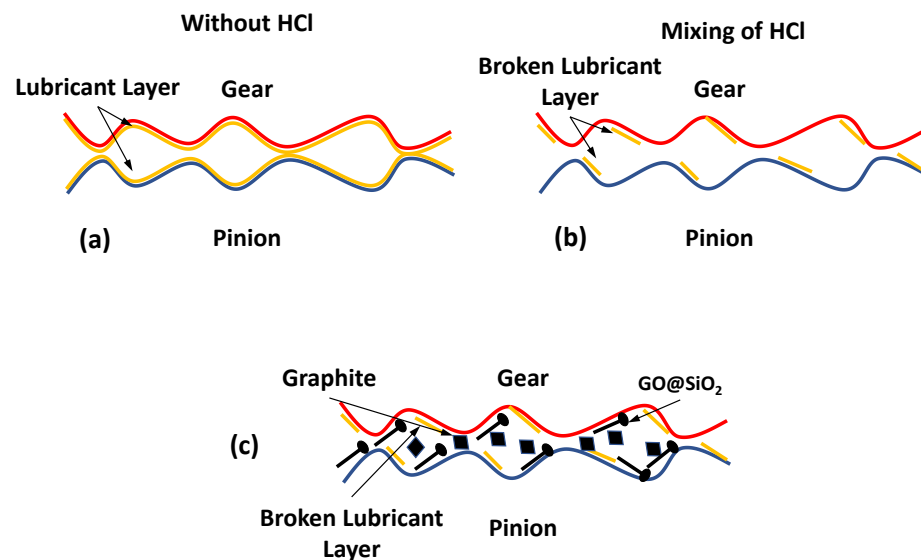 Without HCl
Lubricant Layer
Gear
(a)
Pinion
Mixing of HCl
Broken Lubricant
Layer
Gear
(b)
Pinion
Graphite
Gear
GO@SiO₂
(c)
Broken Lubricant
Layer
Pinion